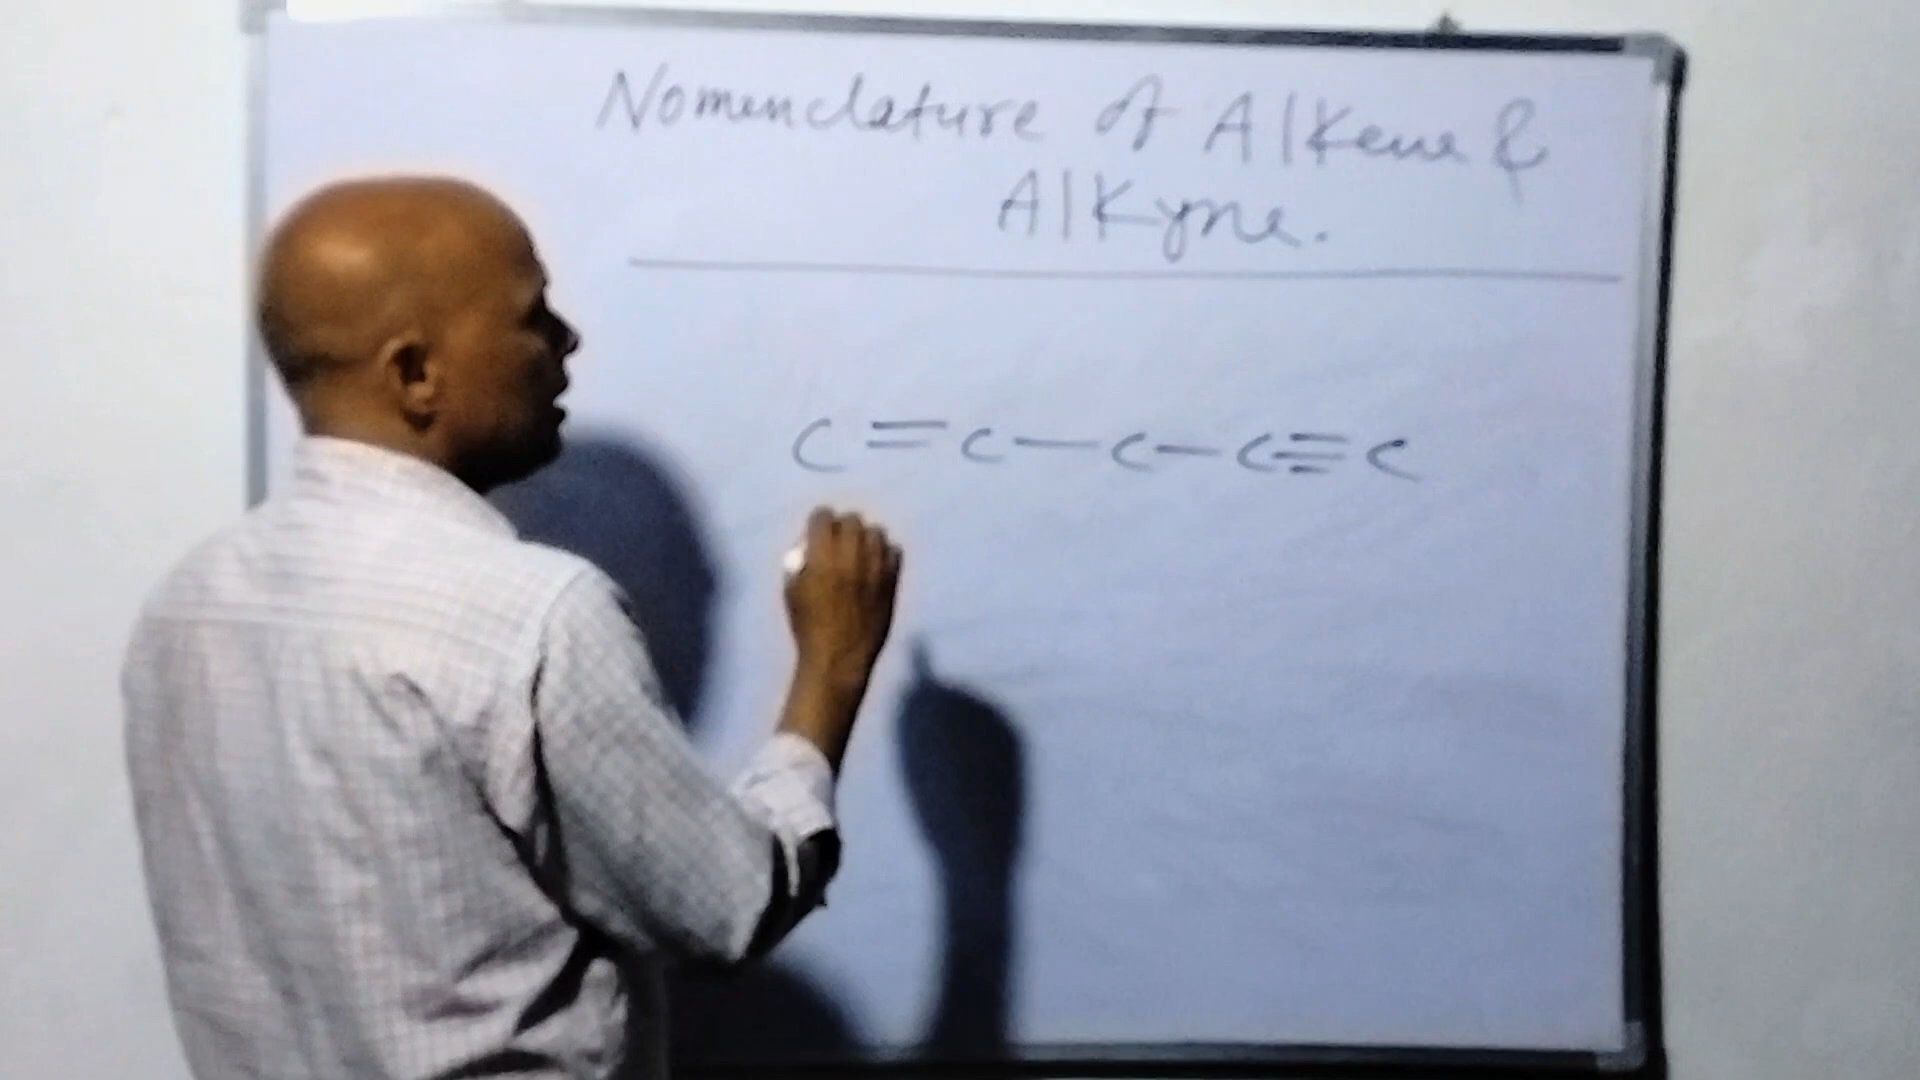 Nomenclature of Alkene &
Alkyne.
C = C — C — C ≡ C